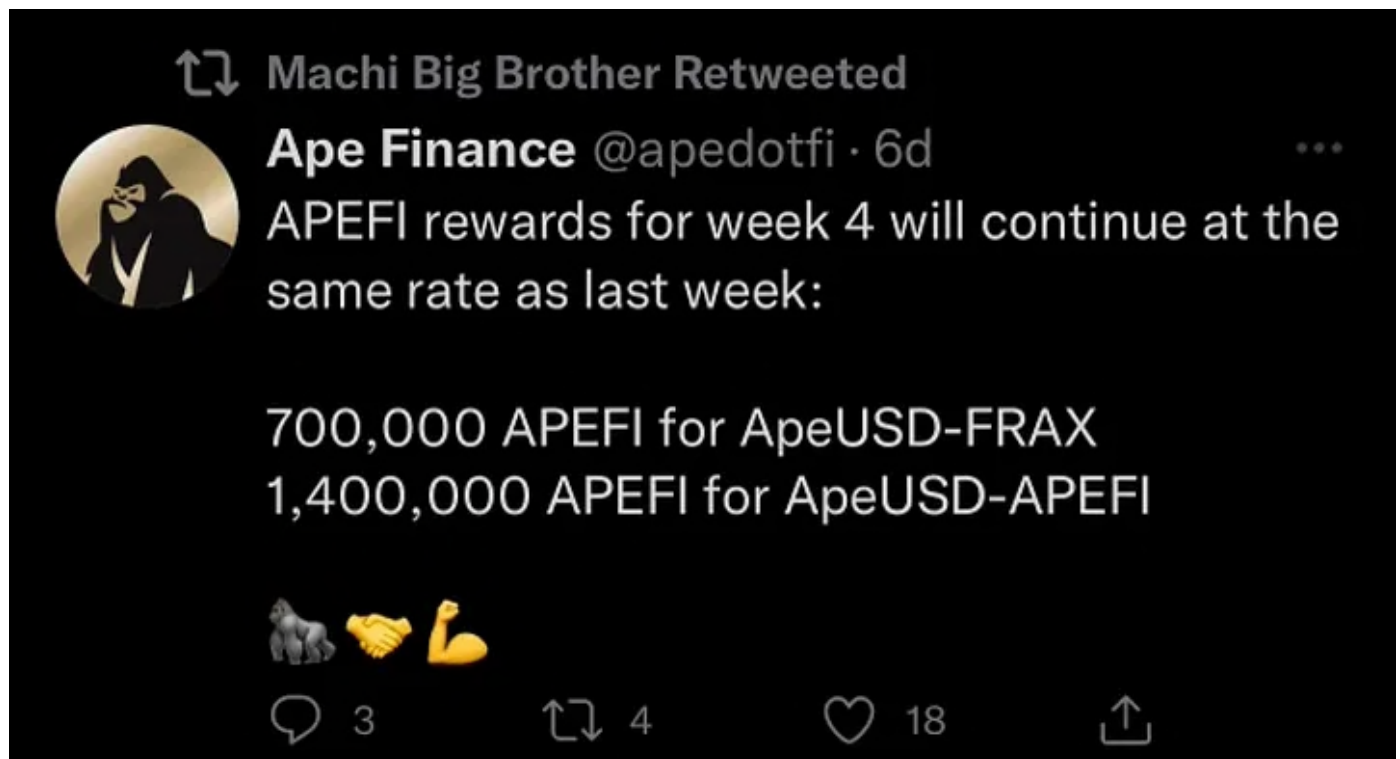 Machi Big Brother Retweeted
Ape Finance @apedotfi · 6d
APEFI rewards for week 4 will continue at the
same rate as last week:
700,000 APEFI for ApeUSD-FRAX
1,400,000 APEFI for ApeUSD-APEFI
🦍🤝💪
3 4 18